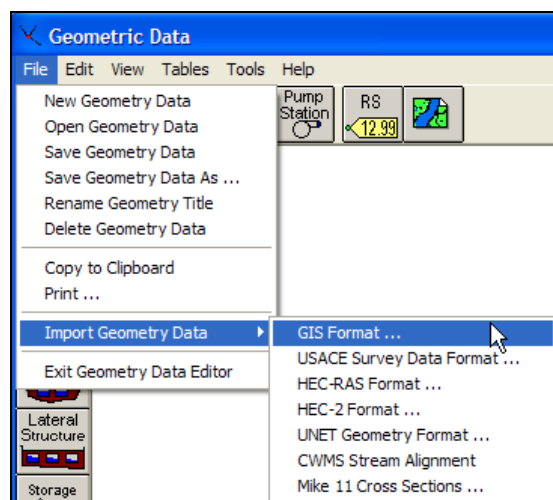 Geometric Data
File Edit View Tables Tools Help
New Geometry Data
Open Geometry Data
Save Geometry Data
Save Geometry Data As ...
Rename Geometry Title
Delete Geometry Data
Copy to Clipboard
Print ...
Import Geometry Data
Exit Geometry Data Editor
Pump
Station
RS
12.99
GIS Format ...
USACE Survey Data Format ...
HEC-RAS Format ...
HEC-2 Format ...
UNET Geometry Format ...
CWMS Stream Alignment
Mike 11 Cross Sections ...
Lateral
Structure
Storage